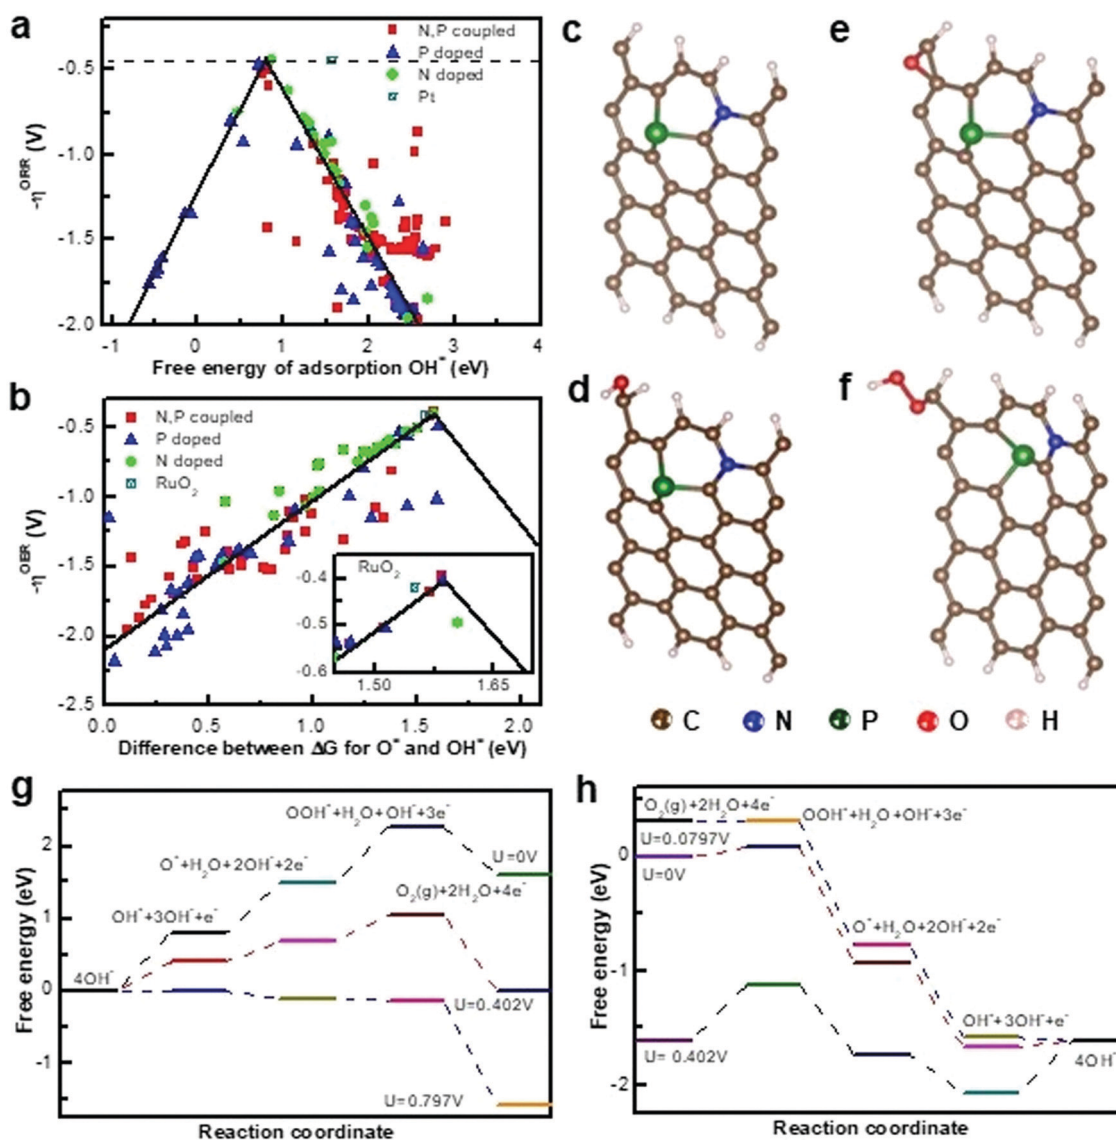 a
N,P coupled
P doped
N doped
Pt
-0.5
-1.0
-1.5
-2.0
-η^ORR (V)
-1 0 1 2 3 4
Free energy of adsorption OH* (eV)
b
N,P coupled
P doped
N doped
RuO₂
-0.5
-1.0
-1.5
-2.0
-2.5
-η^OER (V)
RuO₂
-0.4
-0.5
-0.6
1.50 1.65
0.0 0.5 1.0 1.5 2.0
Difference between ΔG for O* and OH* (eV)
c
e
d
f
C N P O H
g
OOH*+H₂O+OH⁻+3e⁻
O*+H₂O+2OH⁻+2e⁻
U=0V
O₂(g)+2H₂O+4e⁻
OH*+3OH⁻+e⁻
4OH⁻
U=0.402V
U=0.797V
2
1
0
-1
Free energy (eV)
Reaction coordinate
h
O₂(g)+2H₂O+4e⁻
OOH*+H₂O+OH⁻+3e⁻
U=0.0797V
U=0V
O*+H₂O+2OH⁻+2e⁻
OH*+3OH⁻+e⁻
U= 0.402V
4OH⁻
0
-1
-2
Free energy (eV)
Reaction coordinate